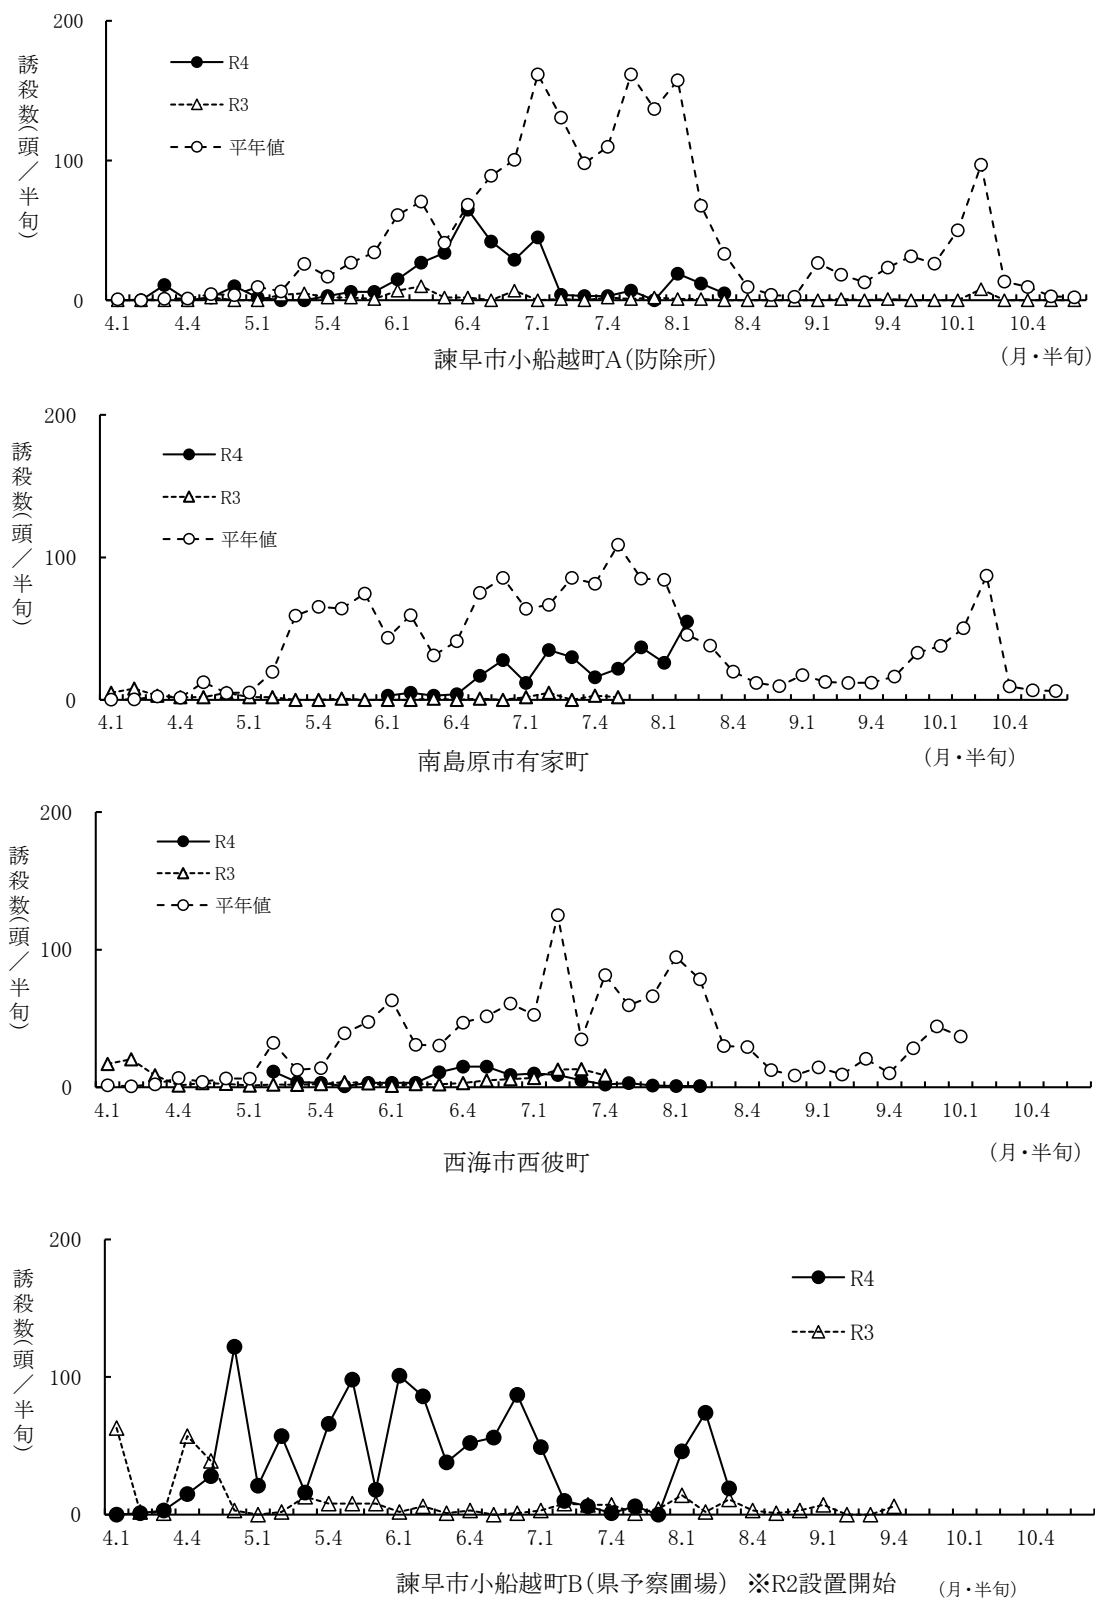 200
100
0
誘殺数(頭／半旬)
R4
R3
平年値
4.1 4.4 5.1 5.4 6.1 6.4 7.1 7.4 8.1 8.4 9.1 9.4 10.1 10.4
諫早市小船越町A(防除所)
(月・半旬)
200
100
0
誘殺数(頭／半旬)
R4
R3
平年値
4.1 4.4 5.1 5.4 6.1 6.4 7.1 7.4 8.1 8.4 9.1 9.4 10.1 10.4
南島原市有家町
(月・半旬)
200
100
0
誘殺数(頭／半旬)
R4
R3
平年値
4.1 4.4 5.1 5.4 6.1 6.4 7.1 7.4 8.1 8.4 9.1 9.4 10.1 10.4
西海市西彼町
(月・半旬)
200
100
0
誘殺数(頭／半旬)
R4
R3
4.1 4.4 5.1 5.4 6.1 6.4 7.1 7.4 8.1 8.4 9.1 9.4 10.1 10.4
諫早市小船越町B(県予察圃場) ※R2設置開始
(月・半旬)